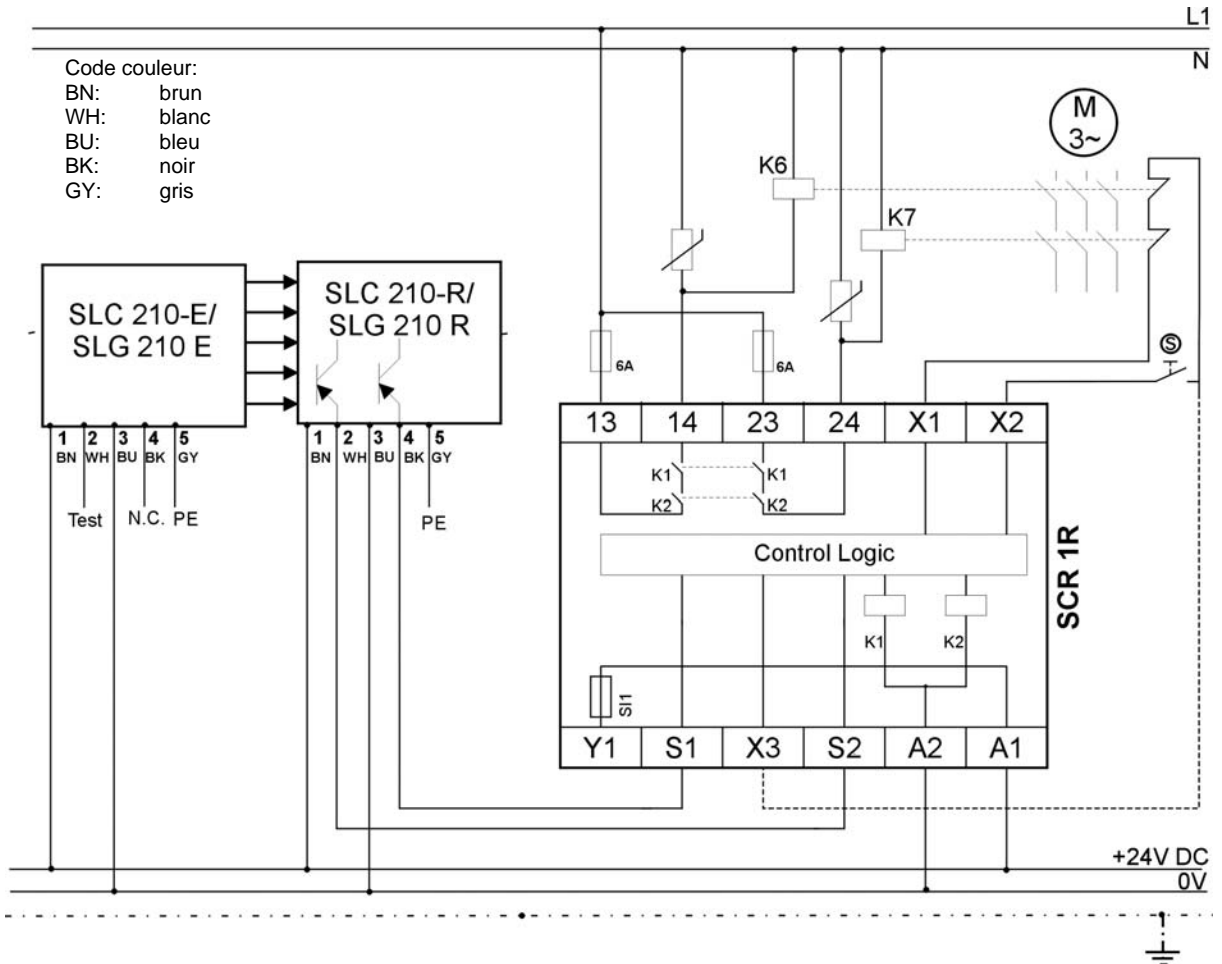 L1
N
Code couleur:
BN: brun
WH: blanc
BU: bleu
BK: noir
GY: gris
M
3~
K6
K7
SLC 210-E/
SLG 210 E
SLC 210-R/
SLG 210 R
S
6A
6A
1 2 3 4 5
BN WH BU BK GY
Test N.C. PE
1 2 3 4 5
BN WH BU BK GY
PE
13 14 23 24 X1 X2
K1 K1
K2 K2
Control Logic
K1 K2
SI1
SCR 1R
Y1 S1 X3 S2 A2 A1
+24V DC
0V